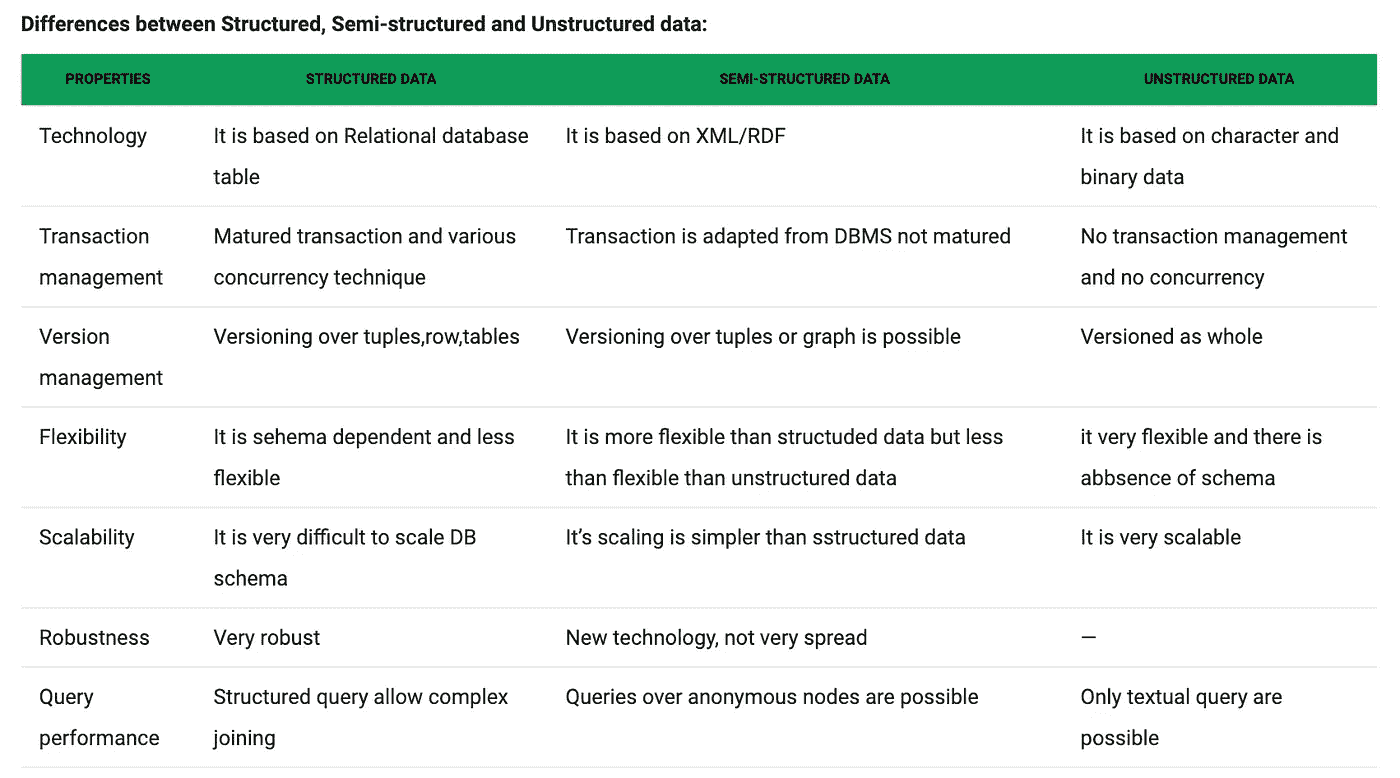 Differences between Structured, Semi-structured and Unstructured data:
PROPERTIES STRUCTURED DATA SEMI-STRUCTURED DATA UNSTRUCTURED DATA
Technology It is based on Relational database It is based on XML/RDF It is based on character and
table binary data
Transaction Matured transaction and various Transaction is adapted from DBMS not matured No transaction management
management concurrency technique and no concurrency
Version Versioning over tuples,row,tables Versioning over tuples or graph is possible Versioned as whole
management
Flexibility It is sehema dependent and less It is more flexible than structuded data but less it very flexible and there is
flexible than flexible than unstructured data abbsence of schema
Scalability It is very difficult to scale DB It’s scaling is simpler than sstructured data It is very scalable
schema
Robustness Very robust New technology, not very spread —
Query Structured query allow complex Queries over anonymous nodes are possible Only textual query are
performance joining possible